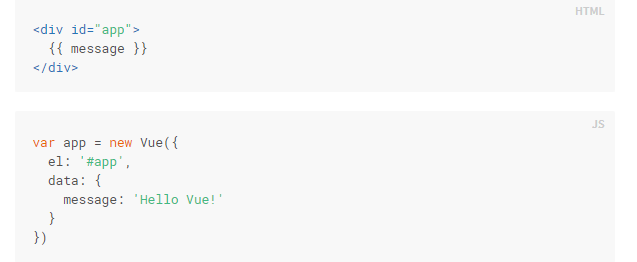 HTML
<div id="app">
  {{ message }}
</div>
JS
var app = new Vue({
  el: '#app',
  data: {
    message: 'Hello Vue!'
  }
})